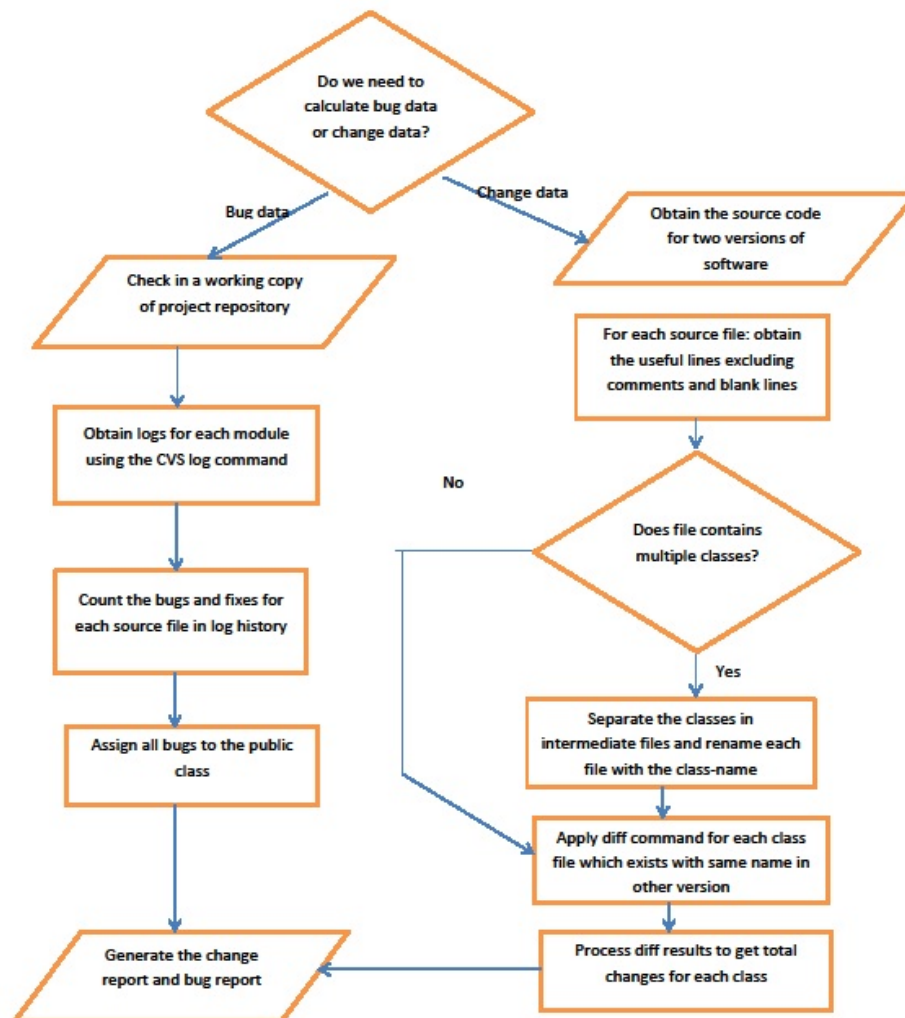 Do we need to
calculate bug data
or change data?
Bug data
Change data
Obtain the source code
for two versions of
software
Check in a working copy
of project repository
For each source file: obtain
the useful lines excluding
comments and blank lines
Obtain logs for each module
using the CVS log command
No
Does file contains
multiple classes?
Count the bugs and fixes for
each source file in log history
Yes
Separate the classes in
intermediate files and rename each
file with the class-name
Assign all bugs to the public
class
Apply diff command for each class
file which exists with same name in
other version
Generate the change
report and bug report
Process diff results to get total
changes for each class